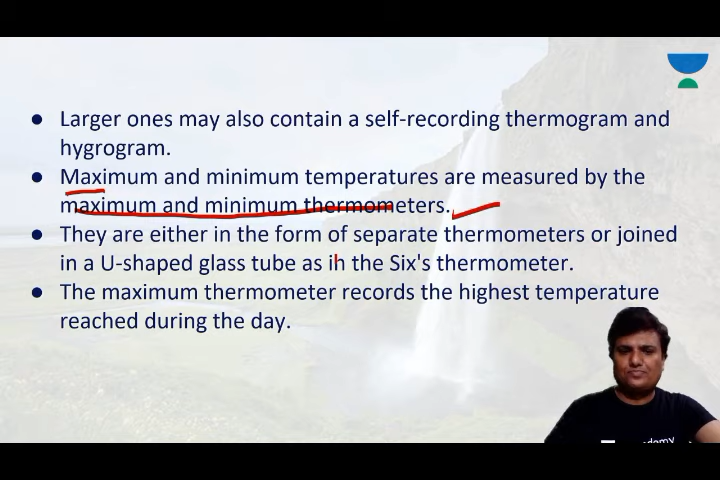 ● Larger ones may also contain a self-recording thermogram and
hygrogram.
● Maximum and minimum temperatures are measured by the
maximum and minimum thermometers.
● They are either in the form of separate thermometers or joined
in a U-shaped glass tube as in the Six's thermometer.
● The maximum thermometer records the highest temperature
reached during the day.